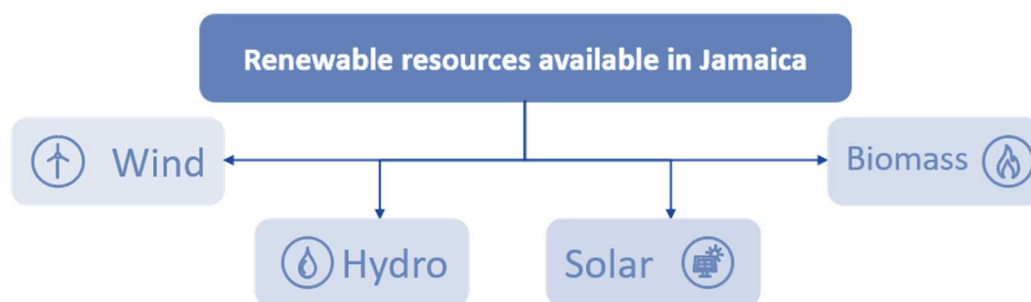 Renewable resources available in Jamaica
Wind
Biomass
Hydro
Solar